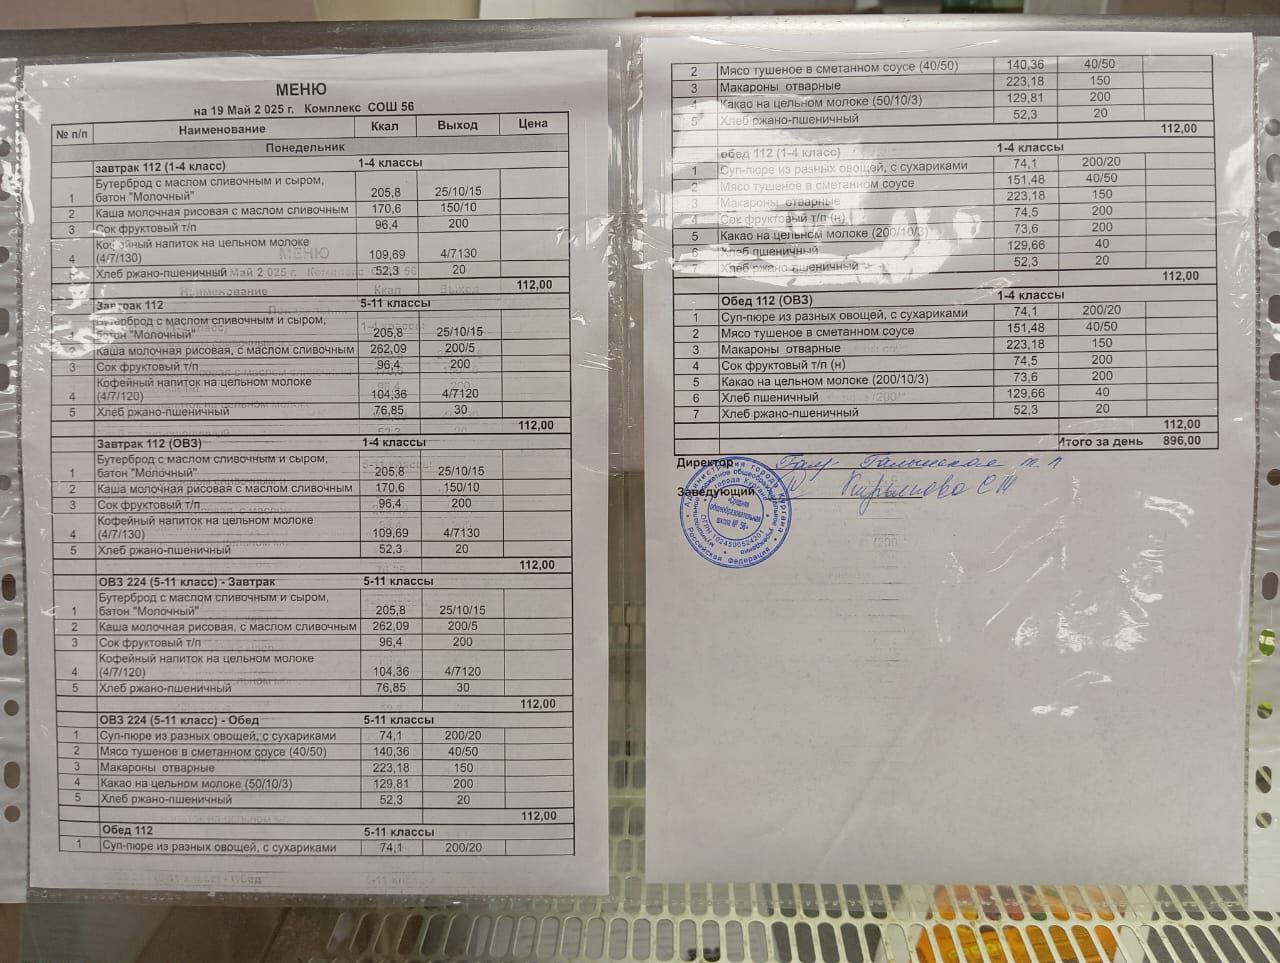 МЕНЮ
на 19 Май 2 025 г. Комплекс СОШ 56
№ п/п Наименование Ккал Выход Цена
Понедельник
завтрак 112 (1-4 класс) 1-4 классы
1 Бутерброд с маслом сливочным и сыром,
батон "Молочный" 205,8 25/10/15
2 Каша молочная рисовая с маслом сливочным 170,6 150/10
3 Сок фруктовый т/п 96,4 200
4 Кофейный напиток на цельном молоке
(4/7/130) 109,69 4/7130
Хлеб ржано-пшеничный 52,3 20
112,00
Завтрак 112 5-11 классы
Бутерброд с маслом сливочным и сыром,
батон "Молочный" 205,8 25/10/15
2 Каша молочная рисовая, с маслом сливочным 262,09 200/5
3 Сок фруктовый т/п 96,4 200
4 Кофейный напиток на цельном молоке
(4/7/120) 104,36 4/7120
5 Хлеб ржано-пшеничный 76,85 30
112,00
Завтрак 112 (ОВЗ) 1-4 классы
1 Бутерброд с маслом сливочным и сыром,
батон "Молочный" 205,8 25/10/15
2 Каша молочная рисовая с маслом сливочным 170,6 150/10
3 Сок фруктовый т/п 96,4 200
4 Кофейный напиток на цельном молоке
(4/7/130) 109,69 4/7130
5 Хлеб ржано-пшеничный 52,3 20
112,00
ОВЗ 224 (5-11 класс) - Завтрак 5-11 классы
1 Бутерброд с маслом сливочным и сыром,
батон "Молочный" 205,8 25/10/15
2 Каша молочная рисовая, с маслом сливочным 262,09 200/5
3 Сок фруктовый т/п 96,4 200
4 Кофейный напиток на цельном молоке
(4/7/120) 104,36 4/7120
5 Хлеб ржано-пшеничный 76,85 30
112,00
ОВЗ 224 (5-11 класс) - Обед 5-11 классы
1 Суп-пюре из разных овощей, с сухариками 74,1 200/20
2 Мясо тушеное в сметанном соусе (40/50) 140,36 40/50
3 Макароны отварные 223,18 150
4 Какао на цельном молоке (50/10/3) 129,81 200
5 Хлеб ржано-пшеничный 52,3 20
112,00
Обед 112 5-11 классы
1 Суп-пюре из разных овощей, с сухариками 74,1 200/20
2 Мясо тушеное в сметанном соусе (40/50) 140,36 40/50
3 Макароны отварные 223,18 150
4 Какао на цельном молоке (50/10/3) 129,81 200
5 Хлеб ржано-пшеничный 52,3 20
112,00
обед 112 (1-4 класс) 1-4 классы
1 Суп-пюре из разных овощей, с сухариками 74,1 200/20
2 Мясо тушеное в сметанном соусе 151,48 40/50
3 Макароны отварные 223,18 150
4 Сок фруктовый т/п (н) 74,5 200
5 Какао на цельном молоке (200/10/3) 73,6 200
6 Хлеб пшеничный 129,66 40
7 Хлеб ржано-пшеничный 52,3 20
112,00
Обед 112 (ОВЗ) 1-4 классы
1 Суп-пюре из разных овощей, с сухариками 74,1 200/20
2 Мясо тушеное в сметанном соусе 151,48 40/50
3 Макароны отварные 223,18 150
4 Сок фруктовый т/п (н) 74,5 200
5 Какао на цельном молоке (200/10/3) 73,6 200
6 Хлеб пшеничный 129,66 40
7 Хлеб ржано-пшеничный 52,3 20
112,00
Итого за день 896,00
Директор
Заведующий
Администрация города Кургана
Российская Федерация
города Кургана
«Средняя
общеобразовательная
школа № 56»